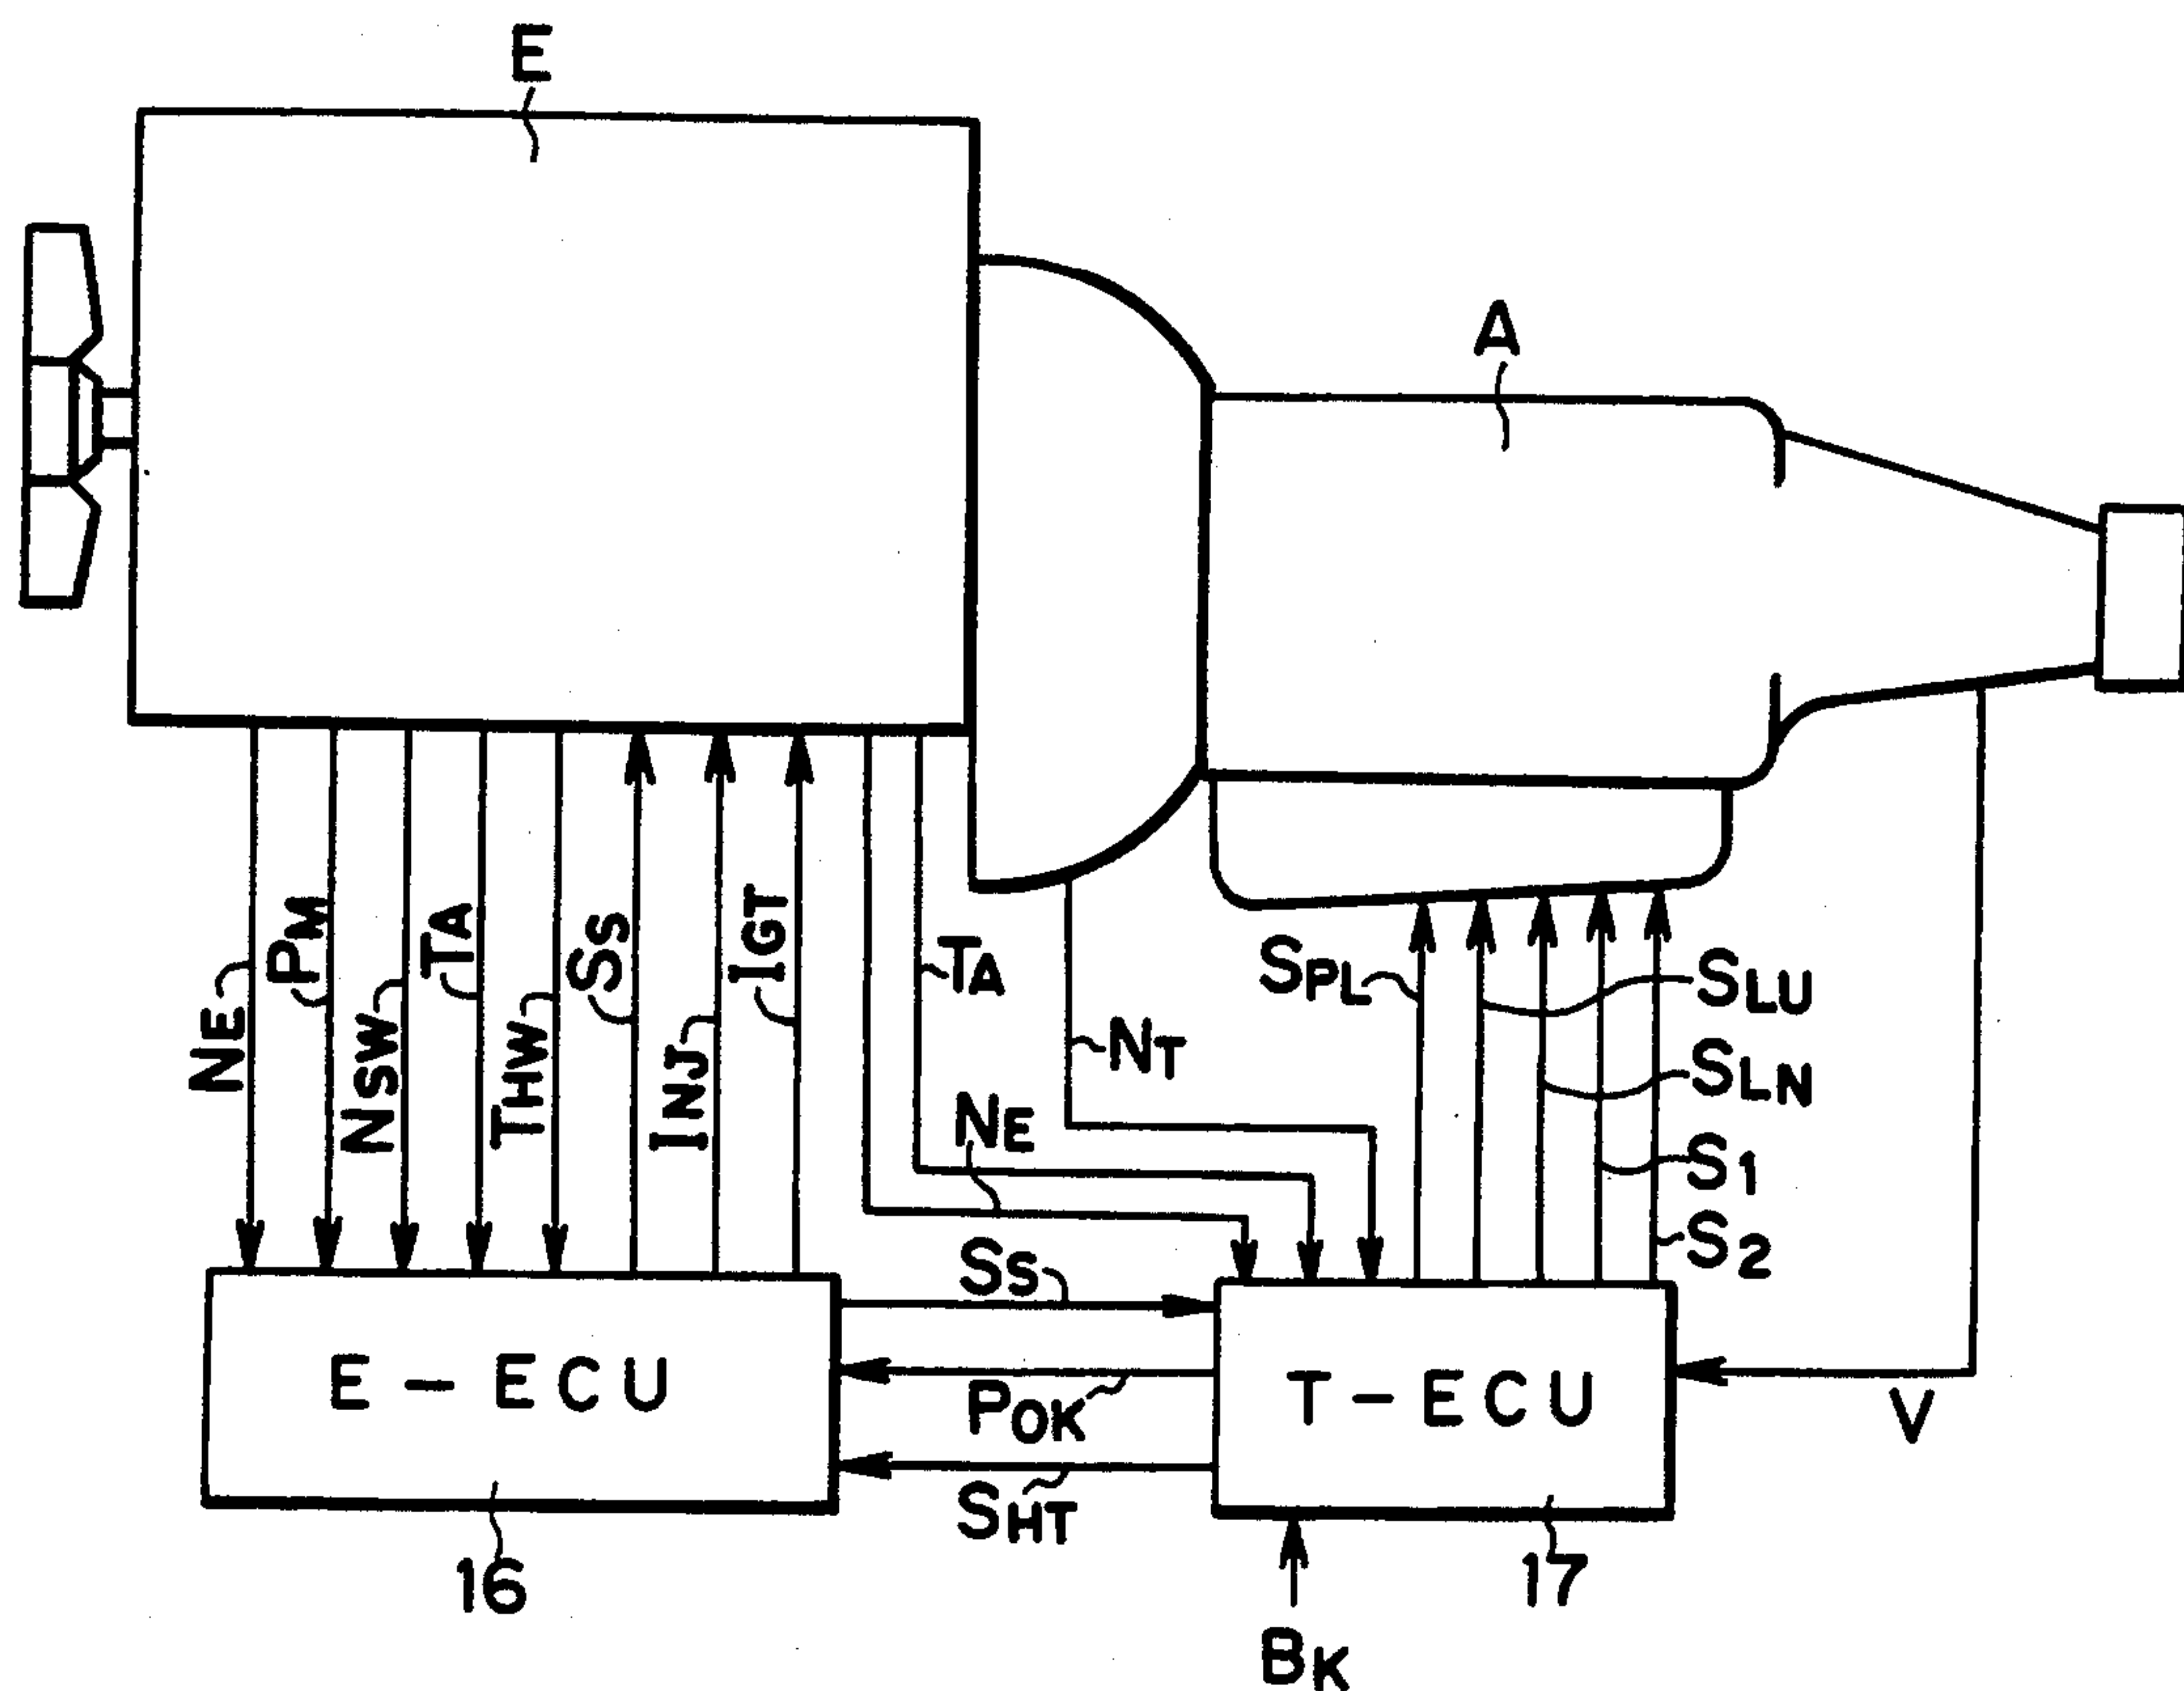 E
A
NE
PM
NSW
TA
THW
SS
INJ
IGT
TA
NT
NE
SPL
SLU
SLN
S1
S2
SS
POK
SHT
E-ECU
T-ECU
V
16
17
BK